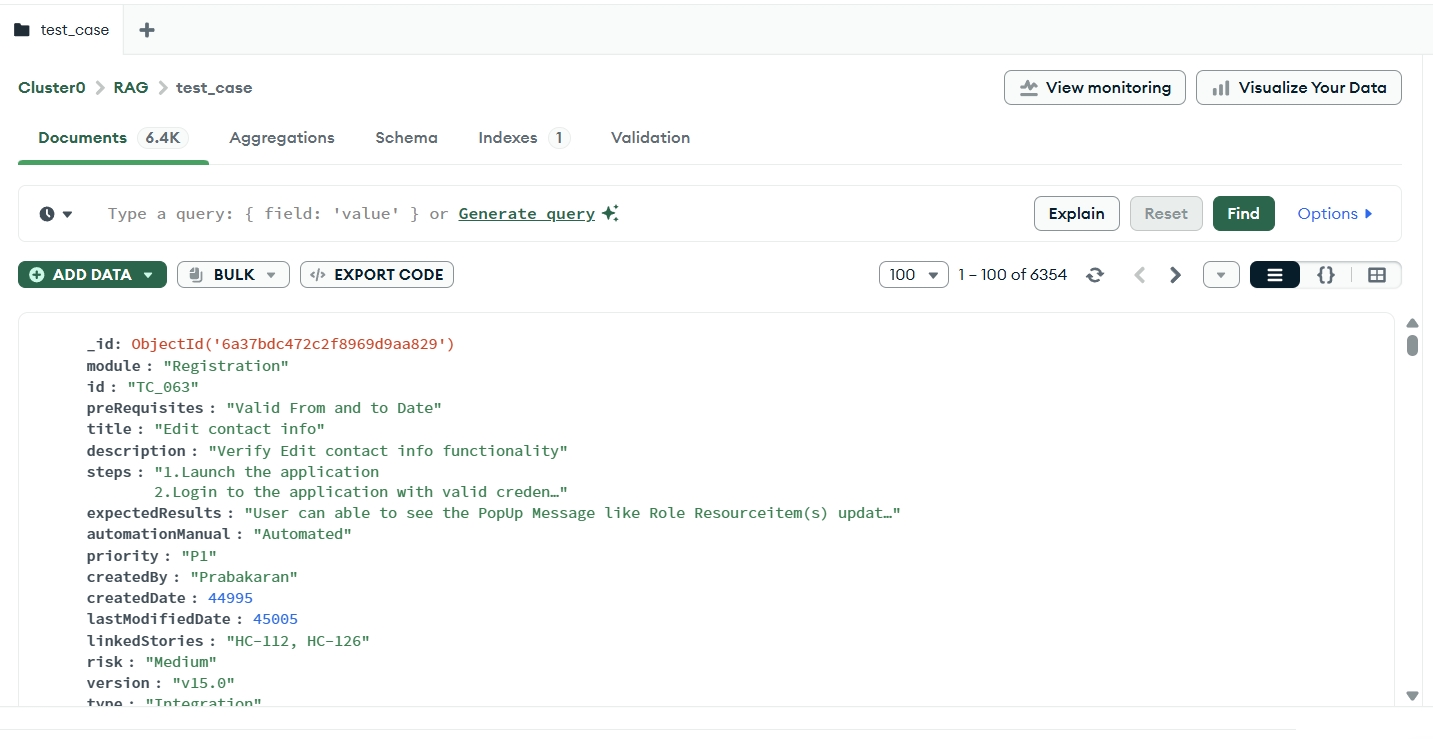 test_case
Cluster0 > RAG > test_case
View monitoring
Visualize Your Data
Documents 6.4K
Aggregations
Schema
Indexes 1
Validation
Type a query: { field: 'value' } or Generate query
Explain
Reset
Find
Options
ADD DATA
BULK
</> EXPORT CODE
100
1 – 100 of 6354
{}
_id: ObjectId('6a37bdc472c2f8969d9aa829')
module : "Registration"
id : "TC_063"
preRequisites : "Valid From and to Date"
title : "Edit contact info"
description : "Verify Edit contact info functionality"
steps : "1.Launch the application
2.Login to the application with valid creden…"
expectedResults : "User can able to see the PopUp Message like Role Resourceitem(s) updat…"
automationManual : "Automated"
priority : "P1"
createdBy : "Prabakaran"
createdDate : 44995
lastModifiedDate : 45005
linkedStories : "HC-112, HC-126"
risk : "Medium"
version : "v15.0"
type : "Integration"